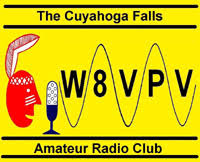 The Cuyahoga Falls
W8VPV
Amateur Radio Club